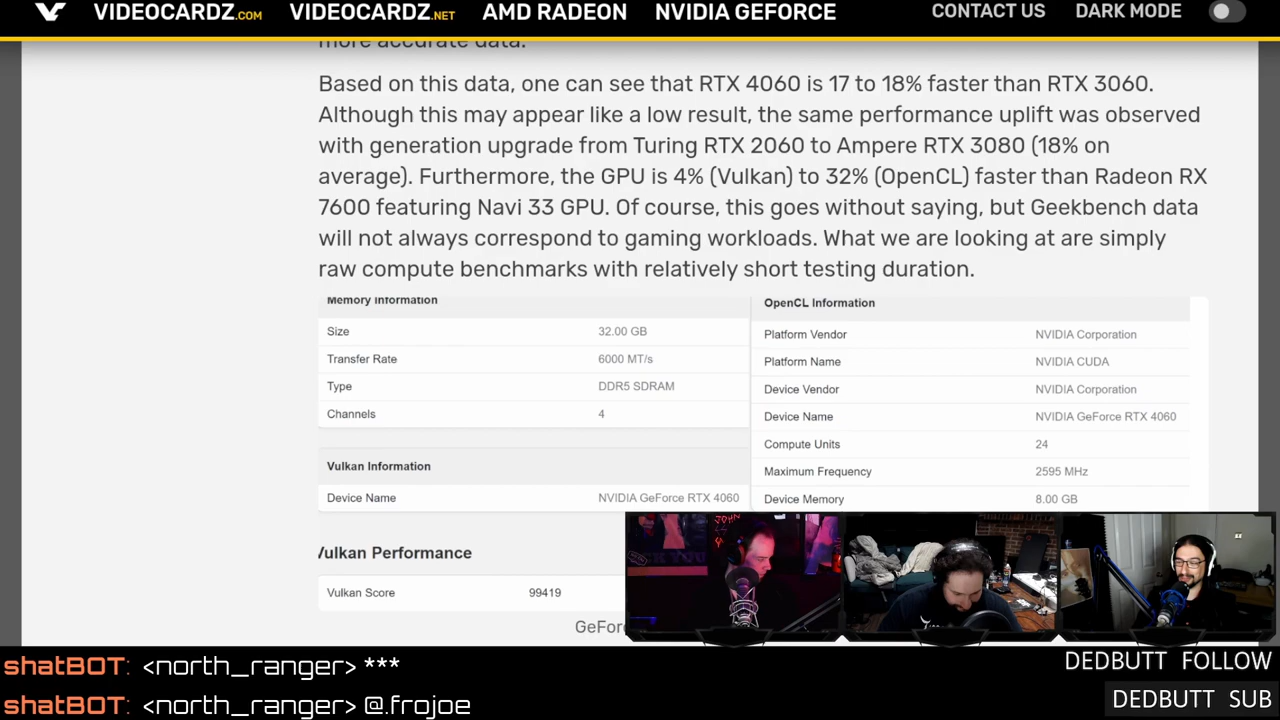 VIDEOCARDZ.COM VIDEOCARDZ.NET AMD RADEON NVIDIA GEFORCE CONTACT US DARK MODE
more accurate data.
Based on this data, one can see that RTX 4060 is 17 to 18% faster than RTX 3060.
Although this may appear like a low result, the same performance uplift was observed
with generation upgrade from Turing RTX 2060 to Ampere RTX 3080 (18% on
average). Furthermore, the GPU is 4% (Vulkan) to 32% (OpenCL) faster than Radeon RX
7600 featuring Navi 33 GPU. Of course, this goes without saying, but Geekbench data
will not always correspond to gaming workloads. What we are looking at are simply
raw compute benchmarks with relatively short testing duration.
Memory Information
Size 32.00 GB
Transfer Rate 6000 MT/s
Type DDR5 SDRAM
Channels 4
Vulkan Information
Device Name NVIDIA GeForce RTX 4060
Vulkan Performance
Vulkan Score 99419
OpenCL Information
Platform Vendor NVIDIA Corporation
Platform Name NVIDIA CUDA
Device Vendor NVIDIA Corporation
Device Name NVIDIA GeForce RTX 4060
Compute Units 24
Maximum Frequency 2595 MHz
Device Memory 8.00 GB
GeFor
shatBOT: <north_ranger> ***
shatBOT: <north_ranger> @.frojoe
DEDBUTT FOLLOW
DEDBUTT SUB